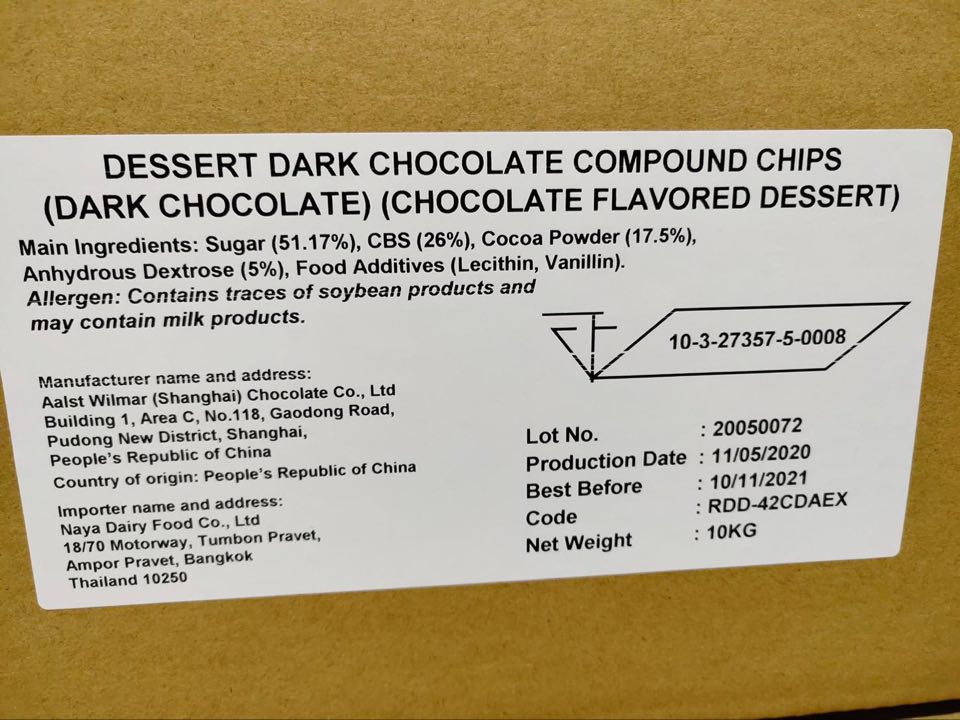 DESSERT DARK CHOCOLATE COMPOUND CHIPS
(DARK CHOCOLATE) (CHOCOLATE FLAVORED DESSERT)
Main Ingredients: Sugar (51.17%), CBS (26%), Cocoa Powder (17.5%),
Anhydrous Dextrose (5%), Food Additives (Lecithin, Vanillin).
Allergen: Contains traces of soybean products and
may contain milk products.
10-3-27357-5-0008
Manufacturer name and address:
Aalst Wilmar (Shanghai) Chocolate Co., Ltd
Building 1, Area C, No.118, Gaodong Road,
Pudong New District, Shanghai,
People's Republic of China
Country of origin: People's Republic of China
Importer name and address:
Naya Dairy Food Co., Ltd
18/70 Motorway, Tumbon Pravet,
Ampor Pravet, Bangkok
Thailand 10250
Lot No. : 20050072
Production Date : 11/05/2020
Best Before : 10/11/2021
Code : RDD-42CDAEX
Net Weight : 10KG